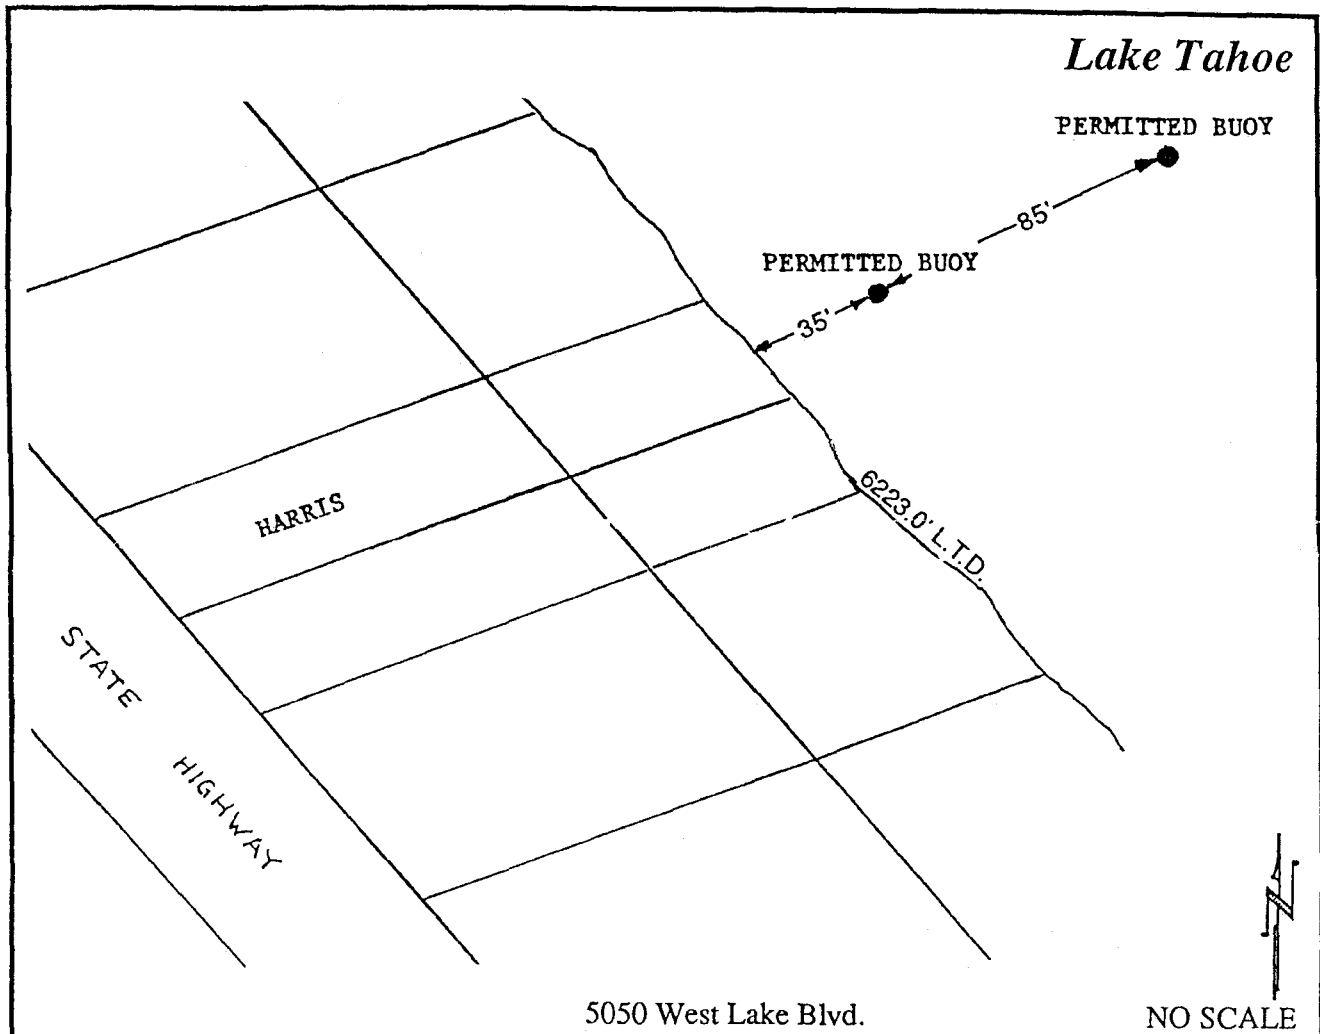 Lake Tahoe
PERMITTED BUOY
85'
PERMITTED BUOY
35'
HARRIS
6223.0' L.T.D.
STATE
HIGHWAY
5050 West Lake Blvd.
NO SCALE